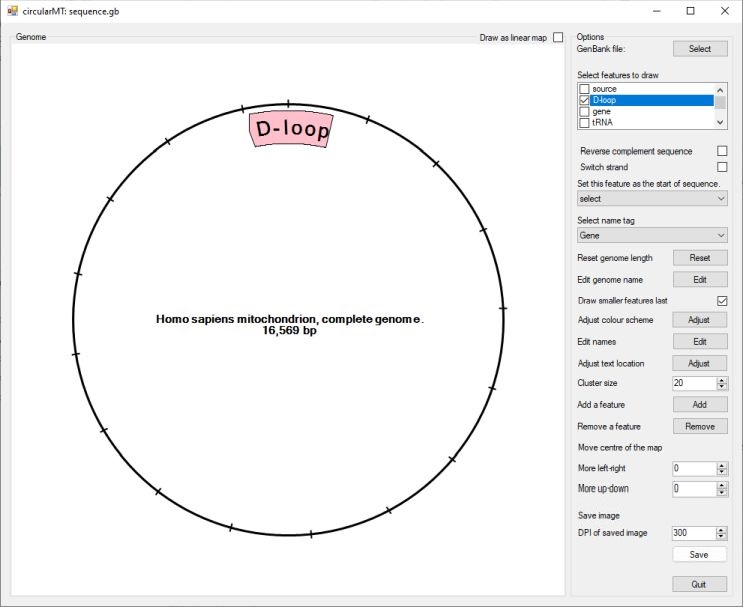 circularMT: sequence.gb
Genome
Draw as linear map
D-loop
Homo sapiens mitochondrion, complete genome.
16,569 bp
Options
GenBank file:
Select
Select features to draw
source
D-loop
gene
tRNA
Reverse complement sequence
Switch strand
Set this feature as the start of sequence.
select
Select name tag
Gene
Reset genome length
Reset
Edit genome name
Edit
Draw smaller features last
Adjust colour scheme
Adjust
Edit names
Edit
Adjust text location
Adjust
Cluster size
20
Add a feature
Add
Remove a feature
Remove
Move centre of the map
More left-right
0
More up-down
0
Save image
DPI of saved image
300
Save
Quit